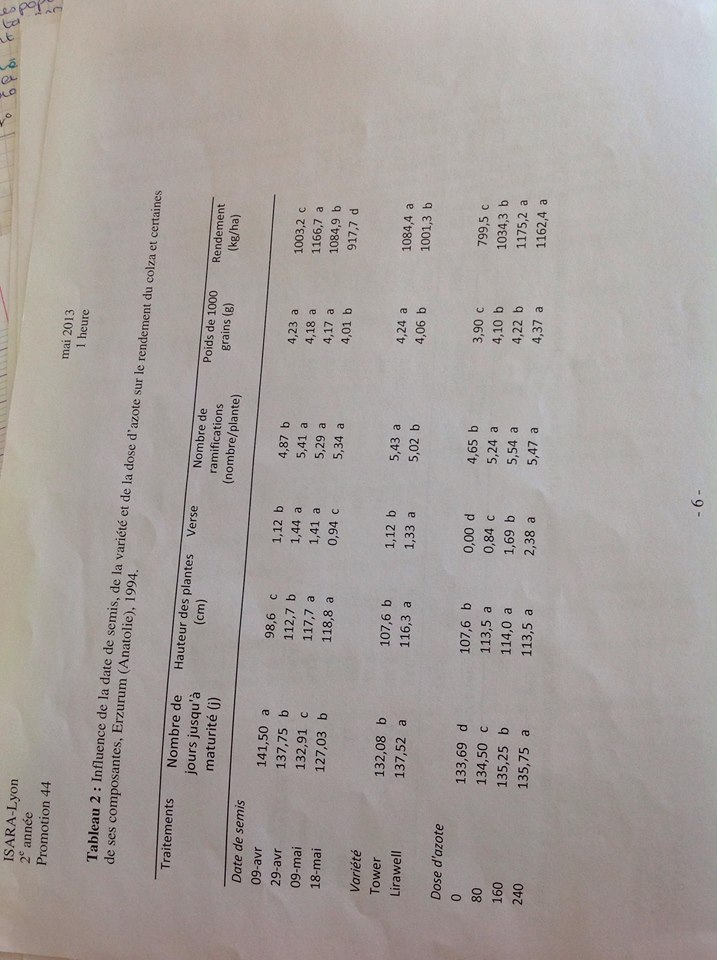 ISARA-Lyon
2e année
Promotion 44
mai 2013
1 heure
Tableau 2 : Influence de la date de semis, de la variété et de la dose d'azote sur le rendement du colza et certaines
de ses composantes, Erzurum (Anatolie), 1994.
Traitements Nombre de jours jusqu'à maturité (j) Hauteur des plantes (cm) Verse Nombre de ramifications (nombre/plante) Poids de 1000 grains (g) Rendement (kg/ha)
Date de semis
09-avr 141,50 a 98,6 c 1,12 b 4,87 b 4,23 a 1003,2 c
29-avr 137,75 b 112,7 b 1,44 a 5,41 a 4,18 a 1166,7 a
09-mai 132,91 c 117,7 a 1,41 a 5,29 a 4,17 a 1084,9 b
18-mai 127,03 b 118,8 a 0,94 c 5,34 a 4,01 b 917,7 d
Variété
Tower 132,08 b 107,6 b 1,12 b 5,43 a 4,24 a 1084,4 a
Lirawell 137,52 a 116,3 a 1,33 a 5,02 b 4,06 b 1001,3 b
Dose d'azote
0 133,69 d 107,6 b 0,00 d 4,65 b 3,90 c 799,5 c
80 134,50 c 113,5 a 0,84 c 5,24 a 4,10 b 1034,3 b
160 135,25 b 114,0 a 1,69 b 5,54 a 4,22 b 1175,2 a
240 135,75 a 113,5 a 2,38 a 5,47 a 4,37 a 1162,4 a
- 6 -